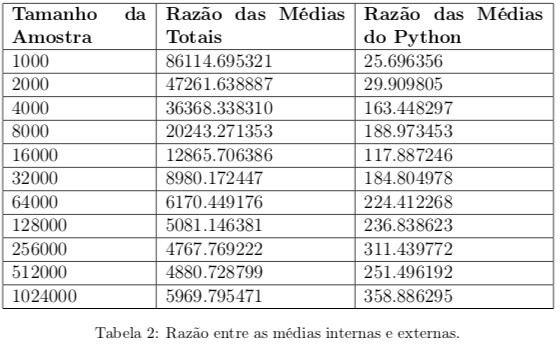 Tamanho da Amostra | Razão das Médias Totais | Razão das Médias do Python
1000 | 86114.695321 | 25.696356
2000 | 47261.638887 | 29.909805
4000 | 36368.338310 | 163.448297
8000 | 20243.271353 | 188.973453
16000 | 12865.706386 | 117.887246
32000 | 8980.172447 | 184.804978
64000 | 6170.449176 | 224.412268
128000 | 5081.146381 | 236.838623
256000 | 4767.769222 | 311.439772
512000 | 4880.728799 | 251.496192
1024000 | 5969.795471 | 358.886295
Tabela 2: Razão entre as médias internas e externas.